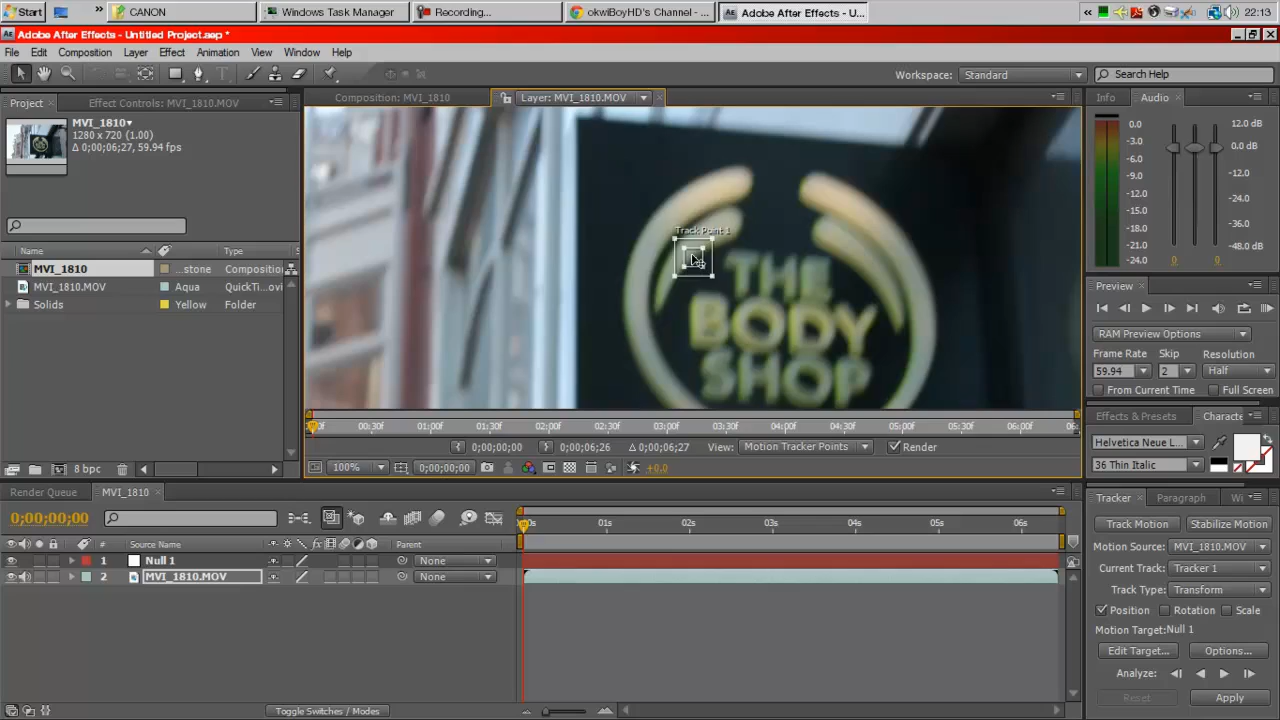 Start
CANON
Windows Task Manager
Recording...
okwiBoyHD's Channel - ...
Adobe After Effects - U...
22:13
Adobe After Effects - Untitled Project.aep *
File Edit Composition Layer Effect Animation View Window Help
Workspace: Standard
Search Help
Project
Effect Controls: MVI_1810.MOV
Composition: MVI_1810
Layer: MVI_1810.MOV
Info
Audio
MVI_1810
1280 x 720 (1.00)
Δ 0;00;06;27, 59.94 fps
0.0
-3.0
-6.0
-9.0
-12.0
-15.0
-18.0
-21.0
-24.0
12.0 dB
0.0 dB
-12.0
-24.0
-36.0
-48.0 dB
0 0
Track Point 1
THE
BODY
SHOP
Name Type
MVI_1810 ...stone Composition
MVI_1810.MOV Aqua QuickTi...ovi
Solids Yellow Folder
Preview
RAM Preview Options
Frame Rate Skip Resolution
59.94 2 Half
From Current Time Full Screen
Effects & Presets
Helvetica Neue L...
36 Thin Italic
00:30f 01:00f 01:30f 02:00f 02:30f 03:00f 03:30f 04:00f 04:30f 05:00f 05:30f 06:00f
0;00;00;00 0;00;06;26 Δ 0;00;06;27 View: Motion Tracker Points Render
8 bpc
100% 0;00;00;00 +0.0
Render Queue MVI_1810
0;00;00;00
01s 02s 03s 04s 05s 06s
# Source Name Parent
1 Null 1 None
2 MVI_1810.MOV None
Tracker Paragraph Wi
Track Motion Stabilize Motion
Motion Source: MVI_1810.MOV
Current Track: Tracker 1
Track Type: Transform
Position Rotation Scale
Motion Target: Null 1
Edit Target... Options...
Analyze:
Reset Apply
Toggle Switches / Modes